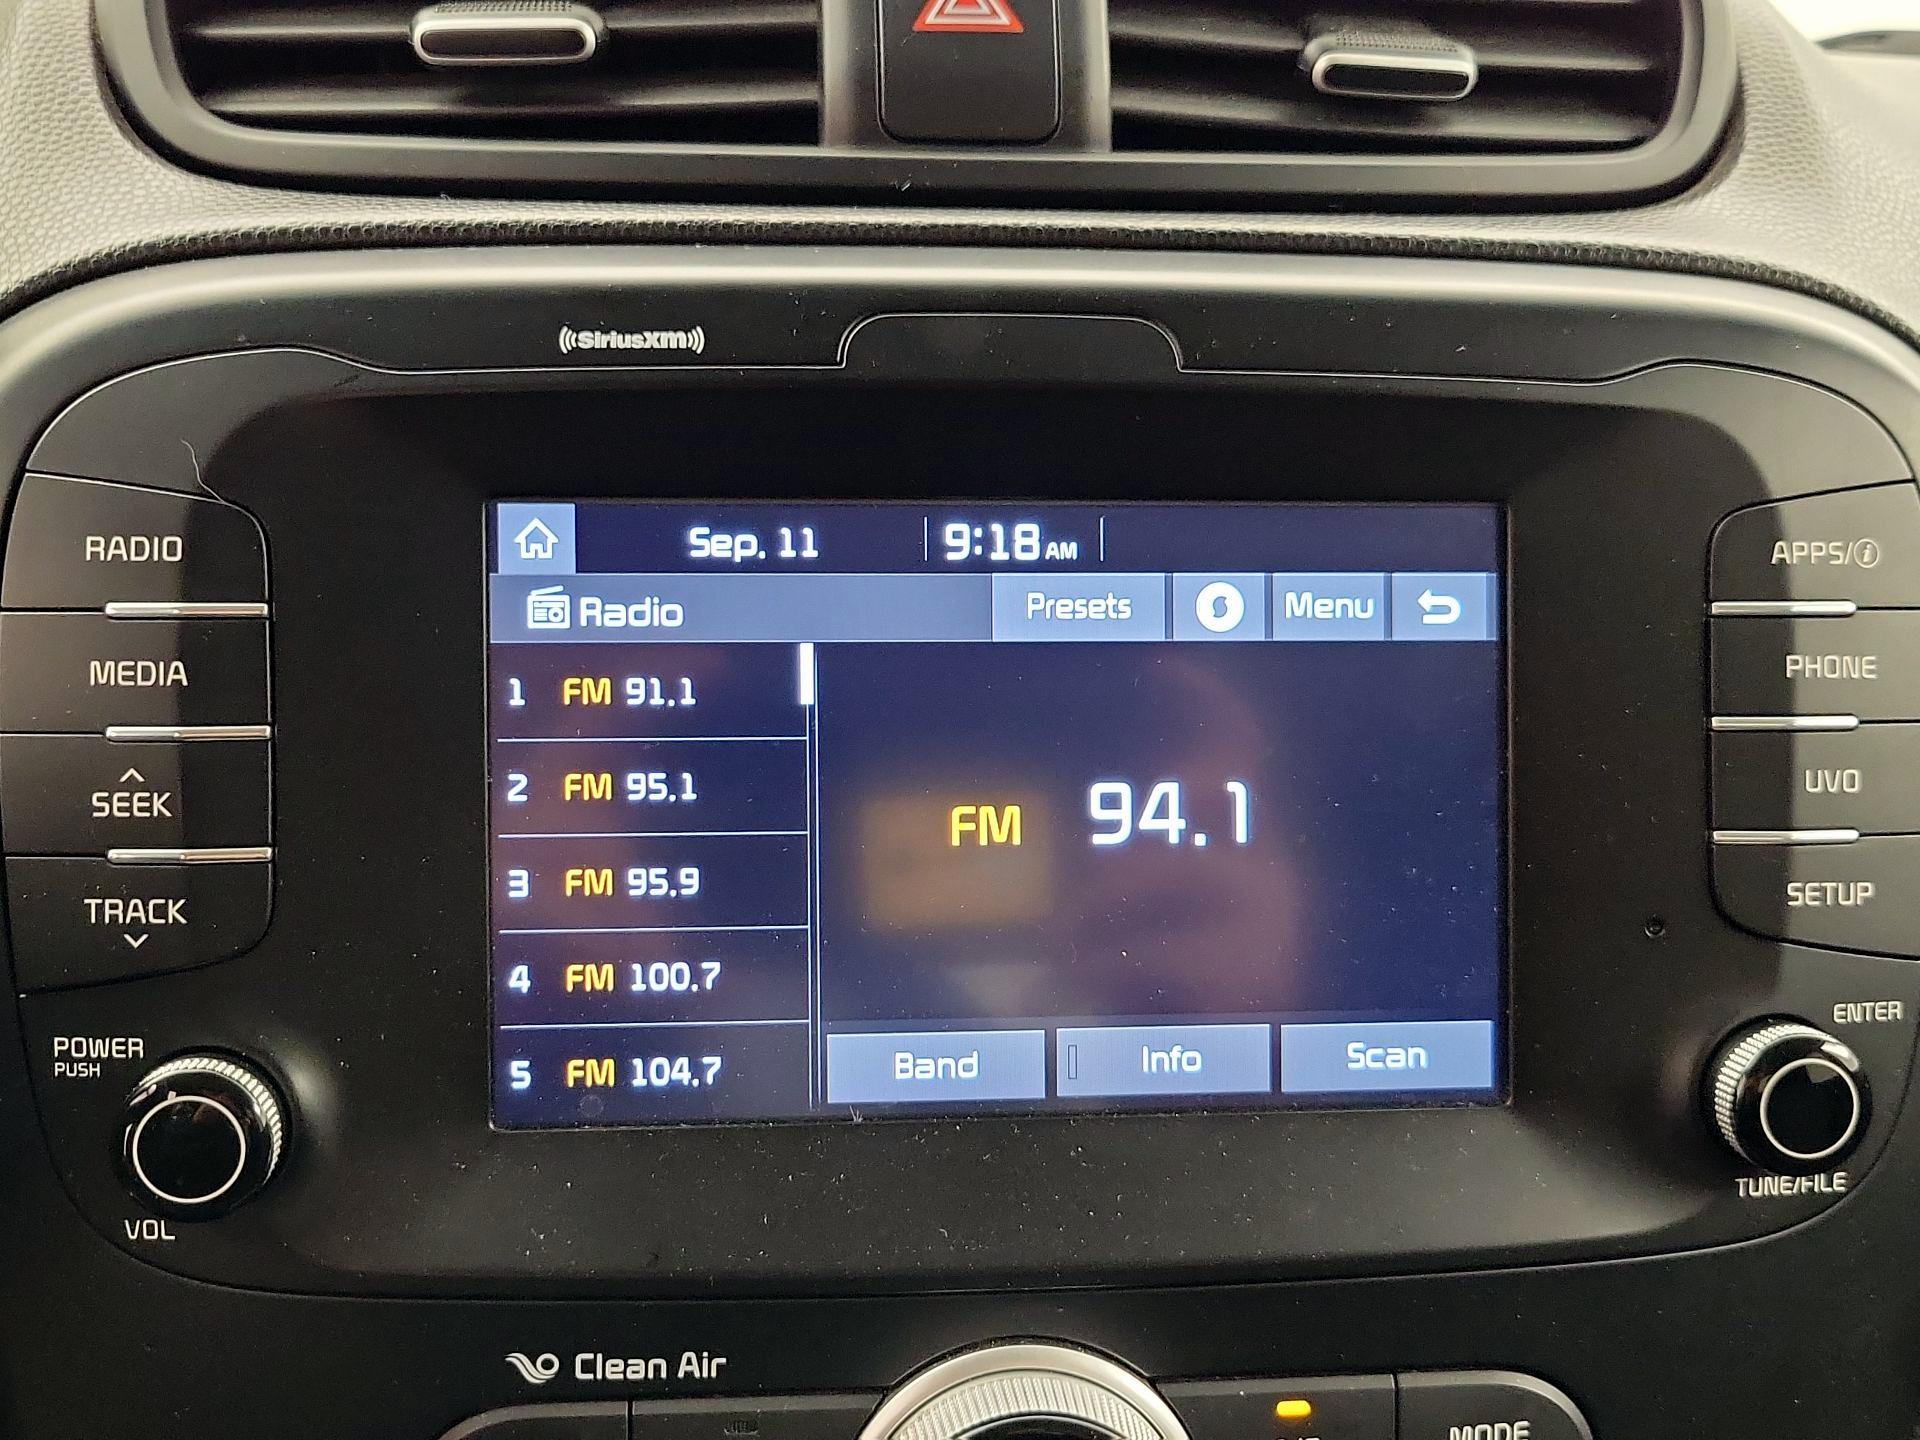 ((SiriusXM))
RADIO
MEDIA
SEEK
TRACK
POWER
PUSH
VOL
Sep. 11 9:18 AM
Radio Presets Menu
1 FM 91.1
2 FM 95.1
3 FM 95.9
4 FM 100.7
5 FM 104.7
FM 94.1
Band Info Scan
APPS/i
PHONE
UVO
SETUP
ENTER
TUNE/FILE
Clean Air
MODE